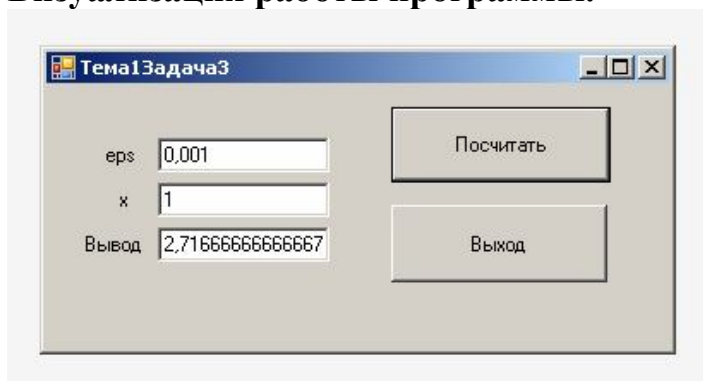 Визуализация работы программы.
Тема1Задача3
eps 0,001
x 1
Вывод 2,71666666666667
Посчитать
Выход